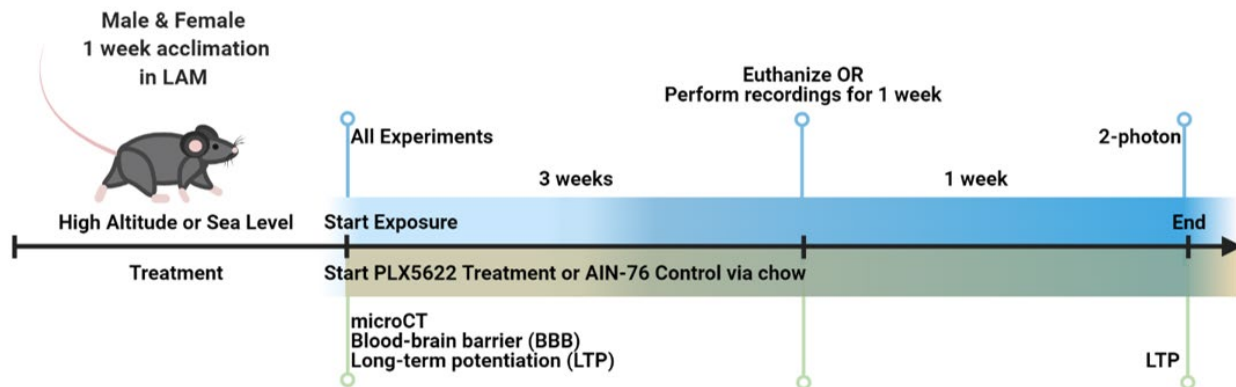 Male & Female
1 week acclimation
in LAM
Euthanize OR
Perform recordings for 1 week
All Experiments
2-photon
3 weeks
1 week
High Altitude or Sea Level
Start Exposure
End
Treatment
Start PLX5622 Treatment or AIN-76 Control via chow
microCT
Blood-brain barrier (BBB)
Long-term potentiation (LTP)
LTP